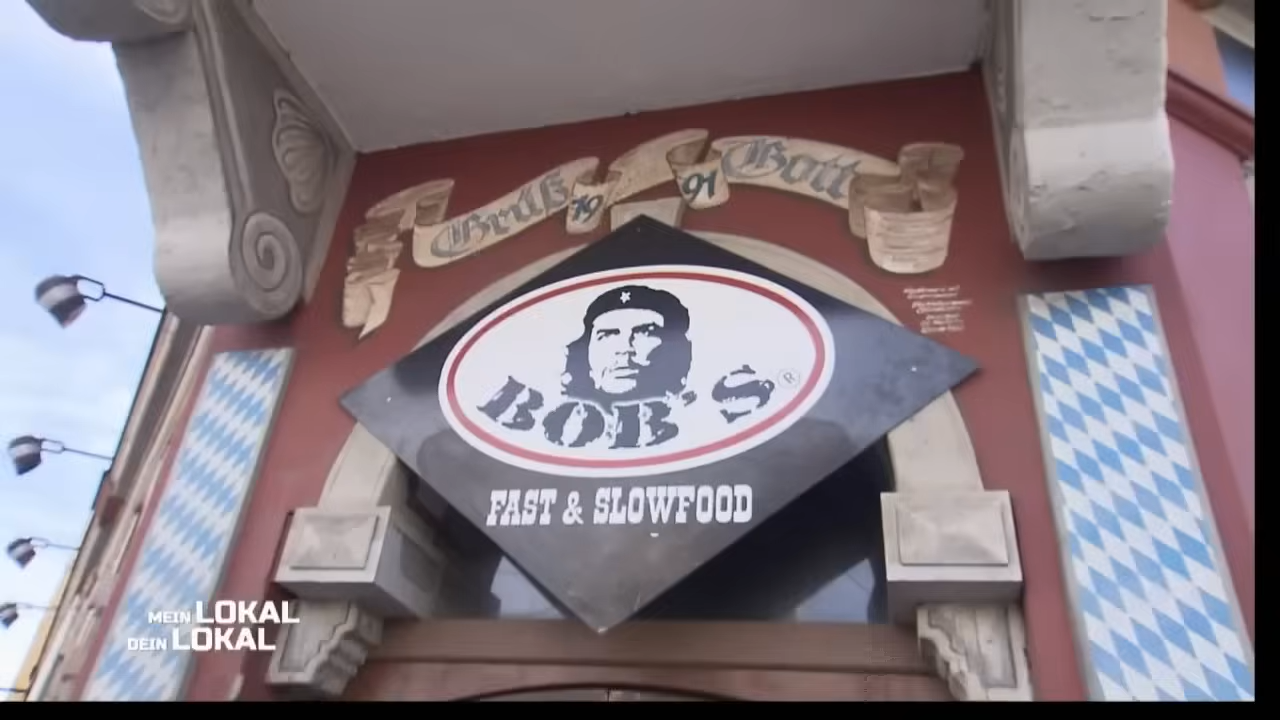 Grüß 19 91 Gott
BOB'S ®
FAST & SLOWFOOD
MEIN LOKAL
DEIN LOKAL